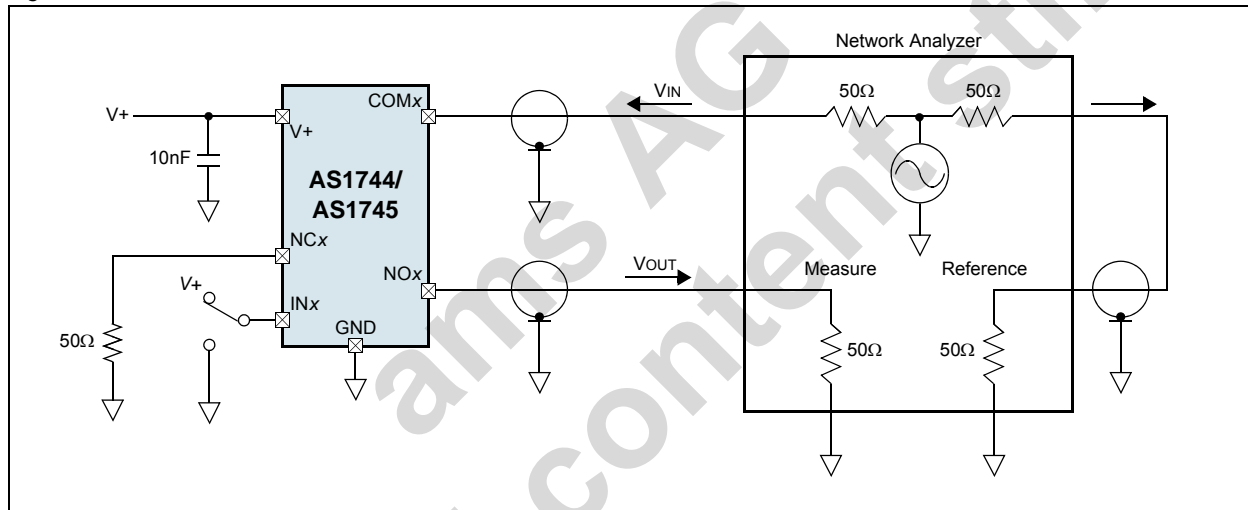 Network Analyzer
50Ω
50Ω
VIN
COMx
V+
V+
10nF
AS1744/
AS1745
NCx
NOx
VOUT
Measure
Reference
V+
INx
GND
50Ω
50Ω
50Ω
ams AG
content sti